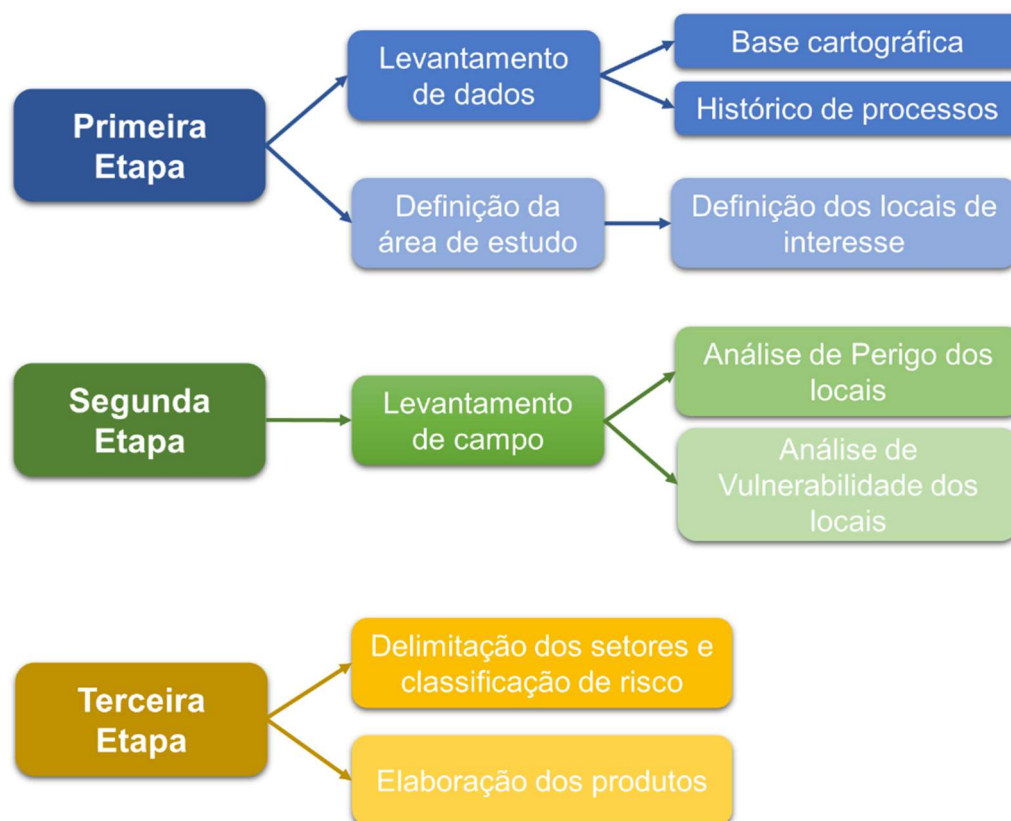 Primeira
Etapa
Levantamento
de dados
Base cartográfica
Histórico de processos
Definição da
área de estudo
Definição dos locais de
interesse
Segunda
Etapa
Levantamento
de campo
Análise de Perigo dos
locais
Análise de
Vulnerabilidade dos
locais
Terceira
Etapa
Delimitação dos setores e
classificação de risco
Elaboração dos produtos